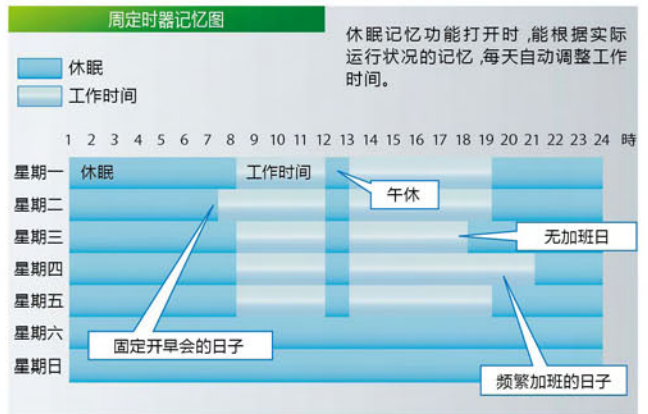 周定时器记忆图
休眠记忆功能打开时,能根据实际
运行状况的记忆,每天自动调整工作
时间。
休眠
工作时间
1 2 3 4 5 6 7 8 9 10 11 12 13 14 15 16 17 18 19 20 21 22 23 24 時
星期一 休眠 工作时间
午休
星期二
星期三
无加班日
星期四
星期五
星期六
固定开早会的日子
星期日
频繁加班的日子